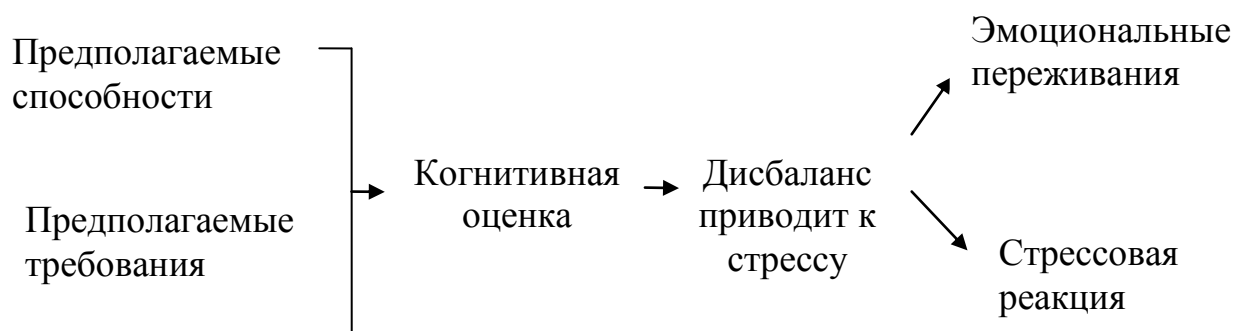 Предполагаемые
способности
Предполагаемые
требования
Когнитивная
оценка
Дисбаланс
приводит к
стрессу
Эмоциональные
переживания
Стрессовая
реакция